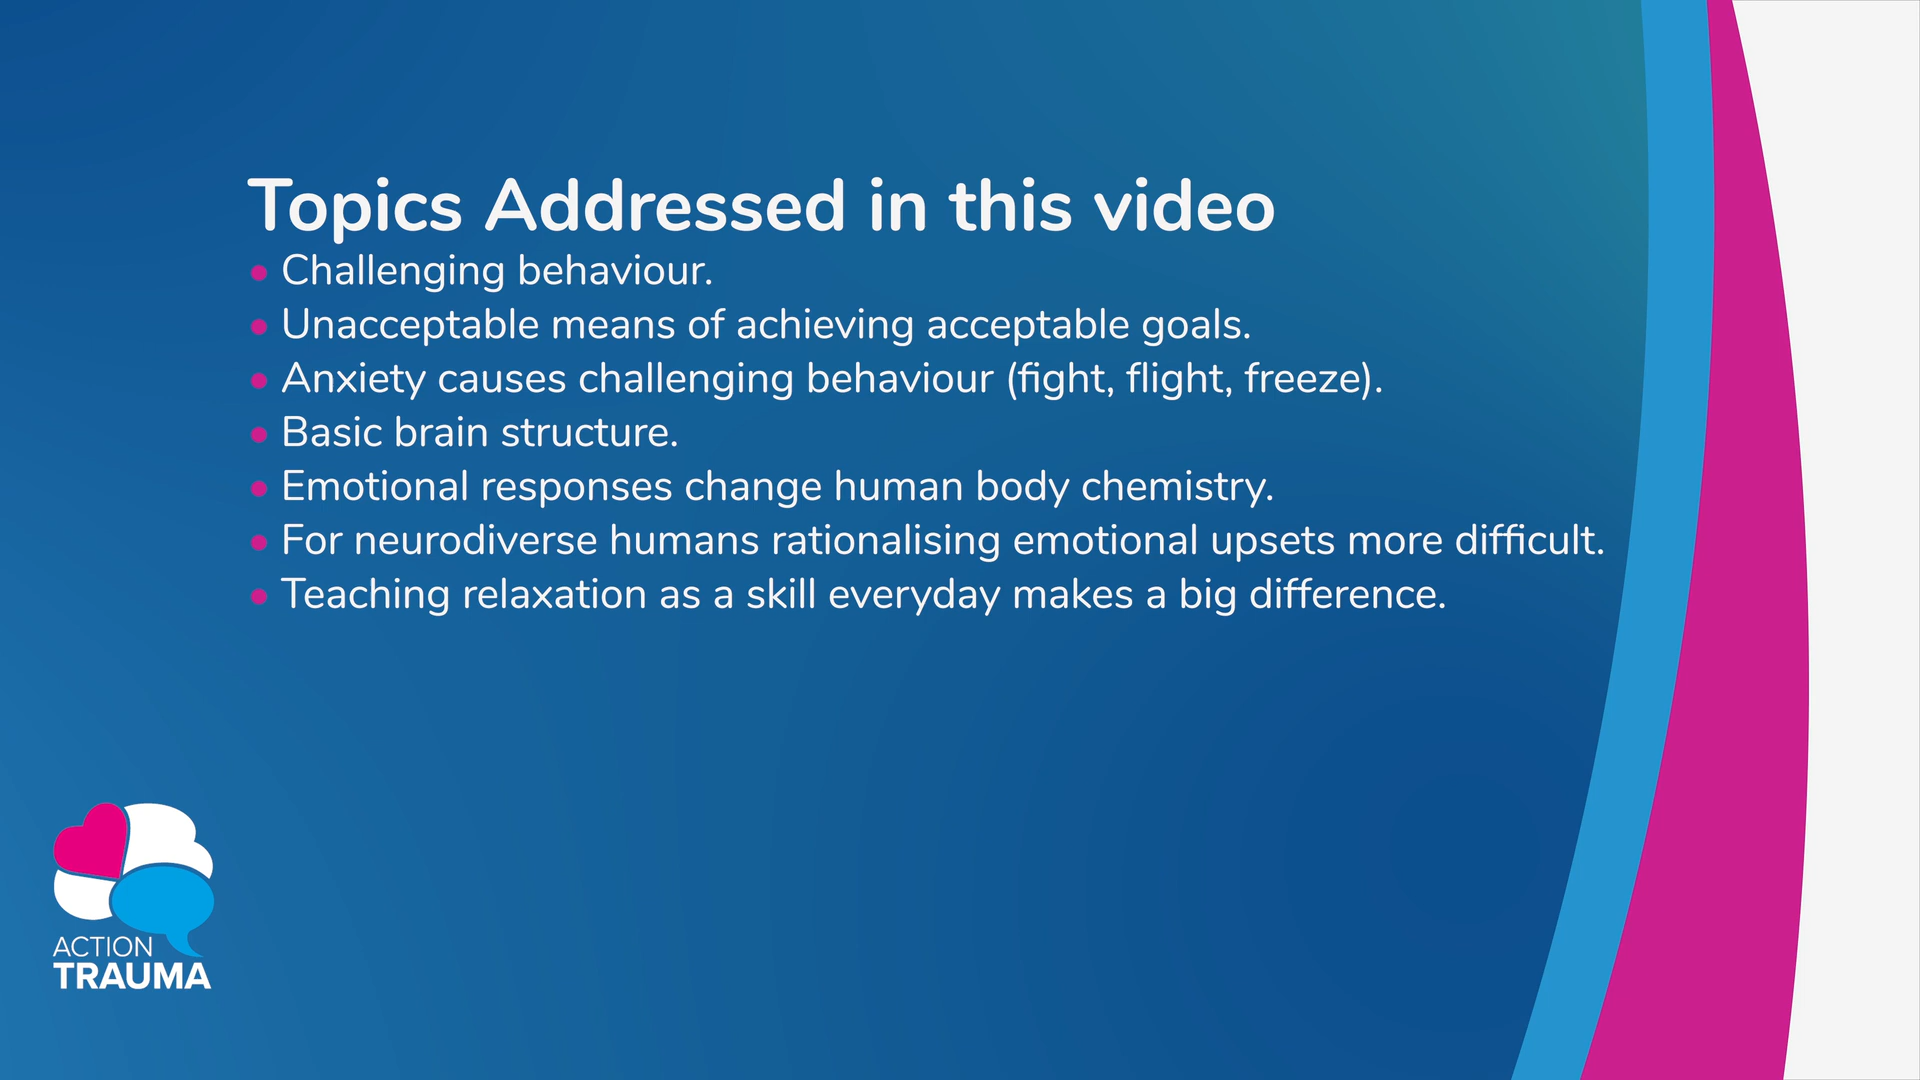 Topics Addressed in this video
• Challenging behaviour.
• Unacceptable means of achieving acceptable goals.
• Anxiety causes challenging behaviour (fight, flight, freeze).
• Basic brain structure.
• Emotional responses change human body chemistry.
• For neurodiverse humans rationalising emotional upsets more difficult.
• Teaching relaxation as a skill everyday makes a big difference.
ACTION
TRAUMA